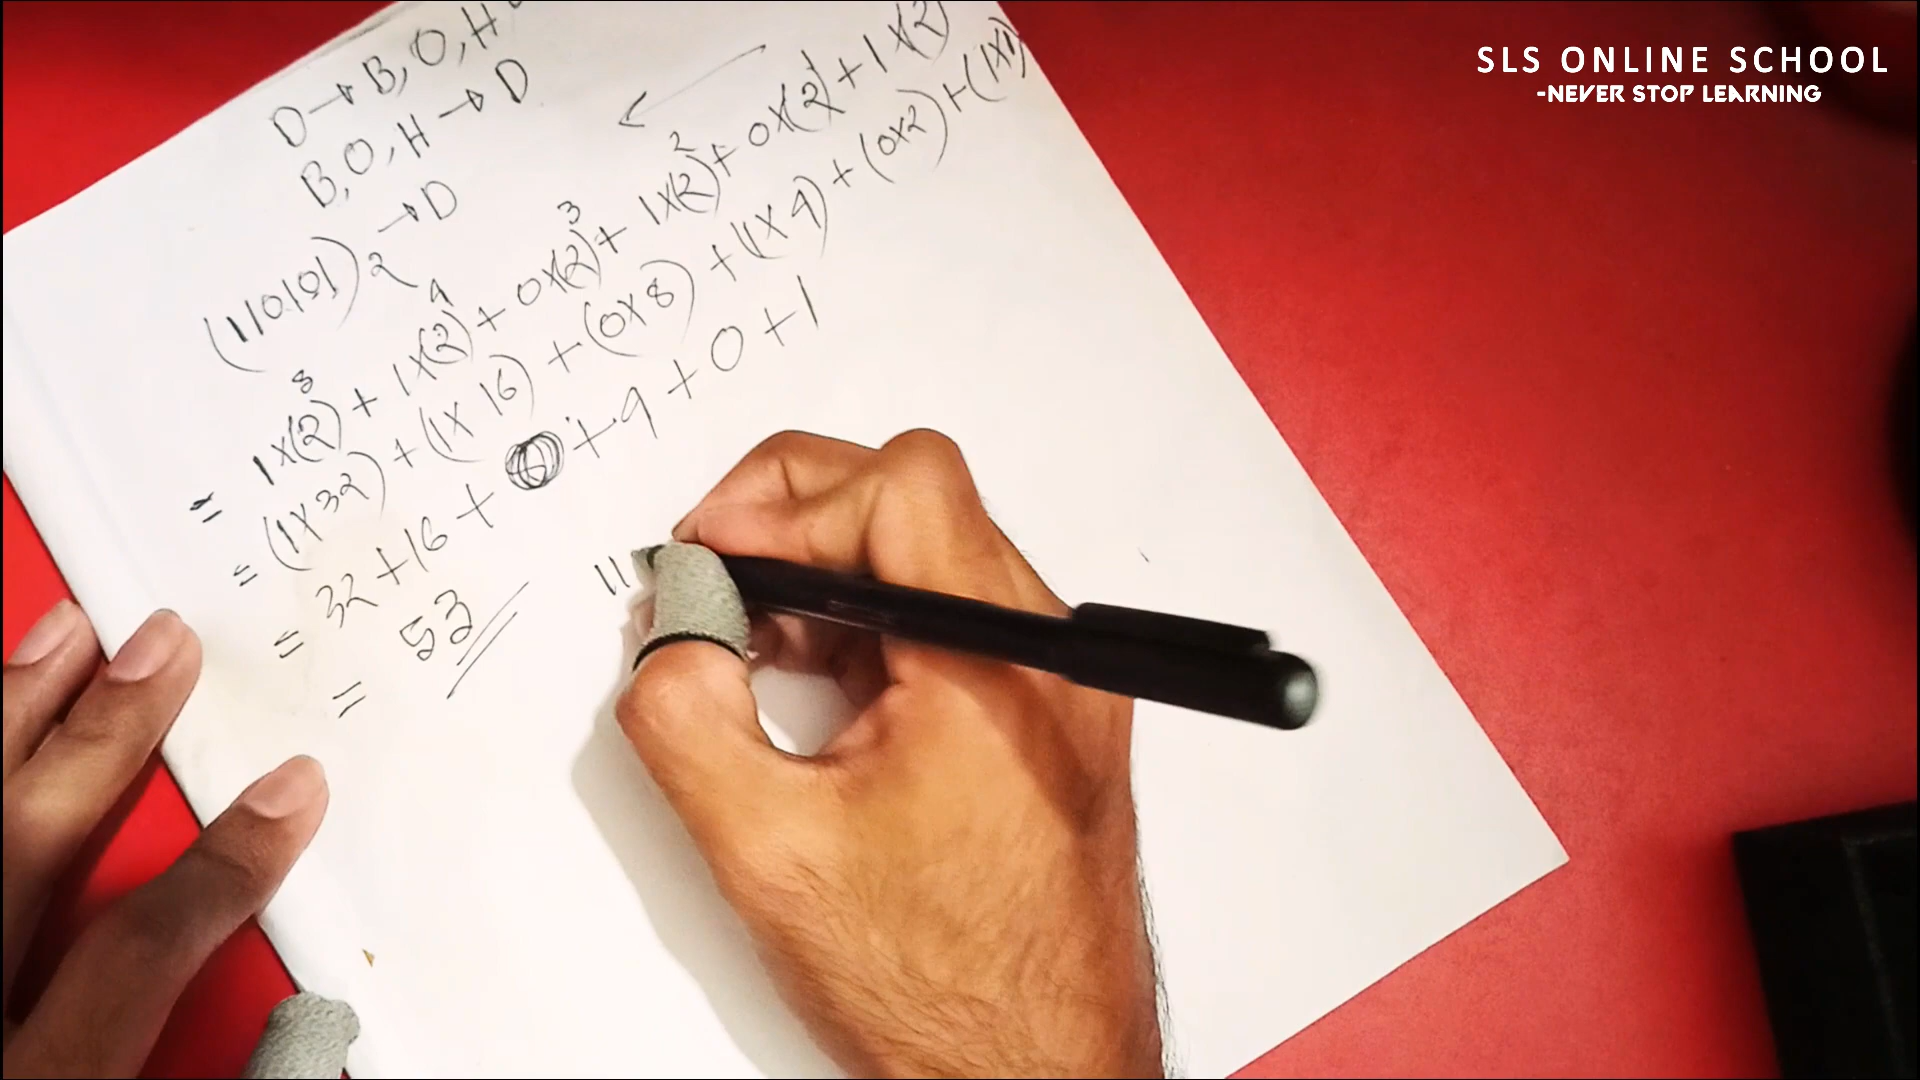 SLS ONLINE SCHOOL
-NEVER STOP LEARNING
D→B, O, H
B, O, H → D
(110101)₂ → D
= 1×(2)⁸ + 1×(2)⁴ + 0×(2)³ + 1×(2)² + 0×(2)¹ + 1×(2)
= (1×32) + (1×16) + (0×8) + (1×4) + (0×2) + (1×1)
= 32 + 16 + 0 + 4 + 0 + 1
= 53
11